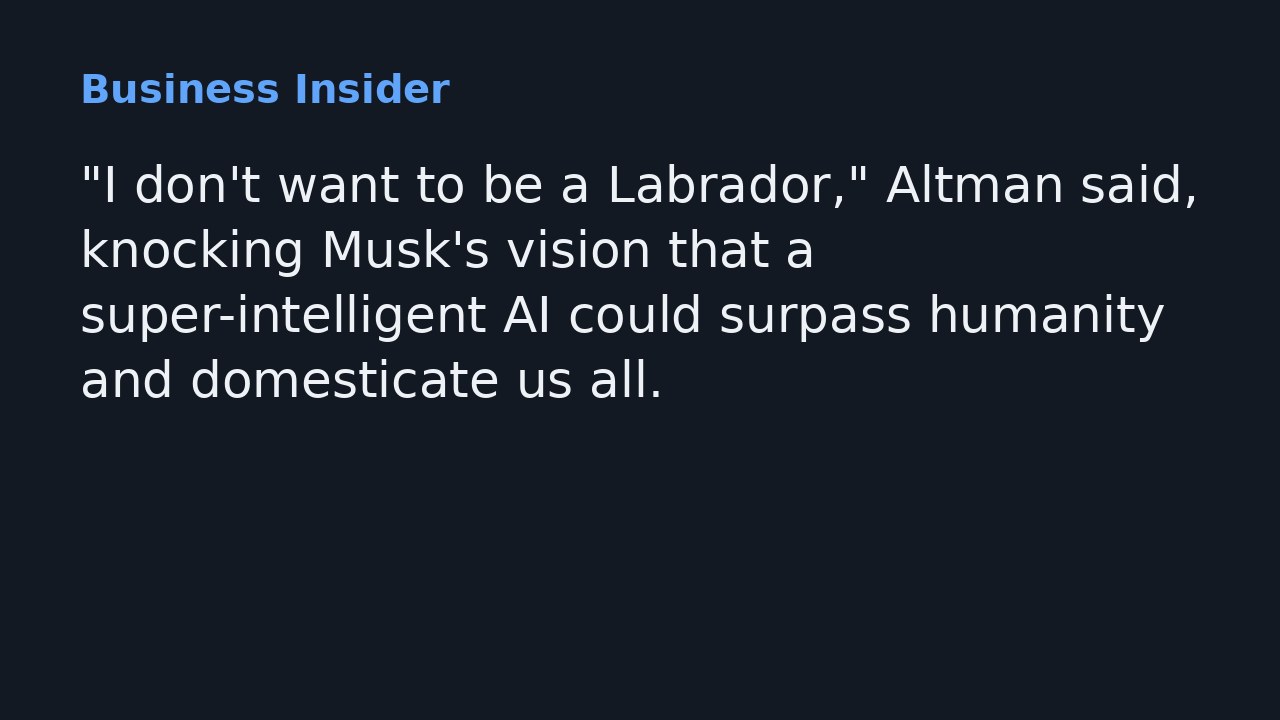 Business Insider
"I don't want to be a Labrador," Altman said,
knocking Musk's vision that a
super-intelligent AI could surpass humanity
and domesticate us all.